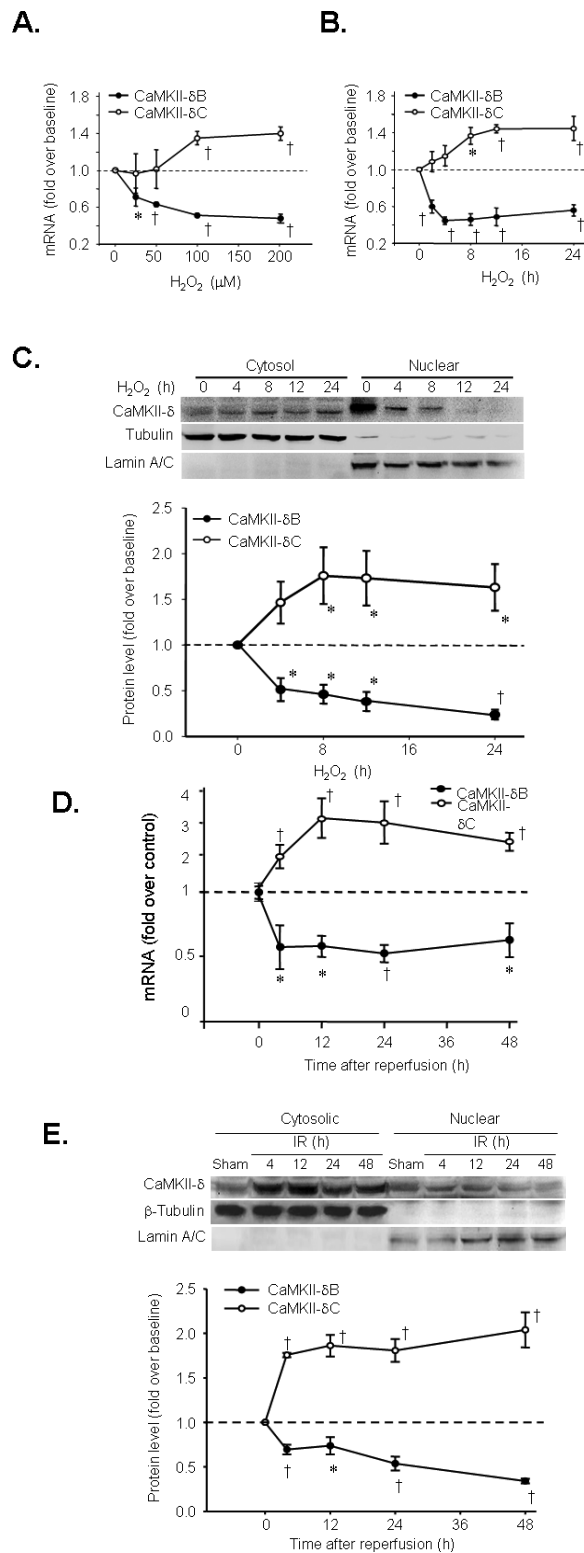 A.
CaMKII-δB
CaMKII-δC
mRNA (fold over baseline)
1.8
1.4
1.0
0.6
0.2
*
†
†
†
†
†
0 50 100 150 200
H₂O₂ (μM)
B.
CaMKII-δB
CaMKII-δC
mRNA (fold over baseline)
1.8
1.4
1.0
0.6
0.2
*
†
†
†
†
†
†
†
0 8 16 24
H₂O₂ (h)
C.
Cytosol Nuclear
H₂O₂ (h) 0 4 8 12 24 0 4 8 12 24
CaMKII-δ
Tubulin
Lamin A/C
CaMKII-δB
CaMKII-δC
Protein level (fold over baseline)
2.5
2.0
1.5
1.0
0.5
0.0
* * *
* * †
0 8 16 24
H₂O₂ (h)
D.
CaMKII-δB
CaMKII-
δC
mRNA (fold over control)
4
3
2
1
0.5
0
† † † †
* * † *
0 12 24 36 48
Time after reperfusion (h)
E.
Cytosolic Nuclear
IR (h) IR (h)
Sham 4 12 24 48 Sham 4 12 24 48
CaMKII-δ
β-Tubulin
Lamin A/C
CaMKII-δB
CaMKII-δC
Protein level (fold over baseline)
2.5
2.0
1.5
1.0
0.5
0.0
† † † †
† * † †
0 12 24 36 48
Time after reperfusion (h)